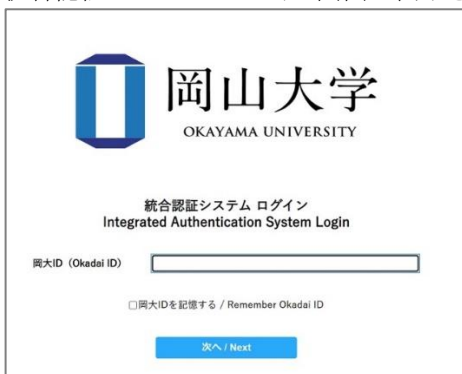 岡山大学
OKAYAMA UNIVERSITY
統合認証システム ログイン
Integrated Authentication System Login
岡大ID（Okadai ID）
□岡大IDを記憶する / Remember Okadai ID
次へ / Next